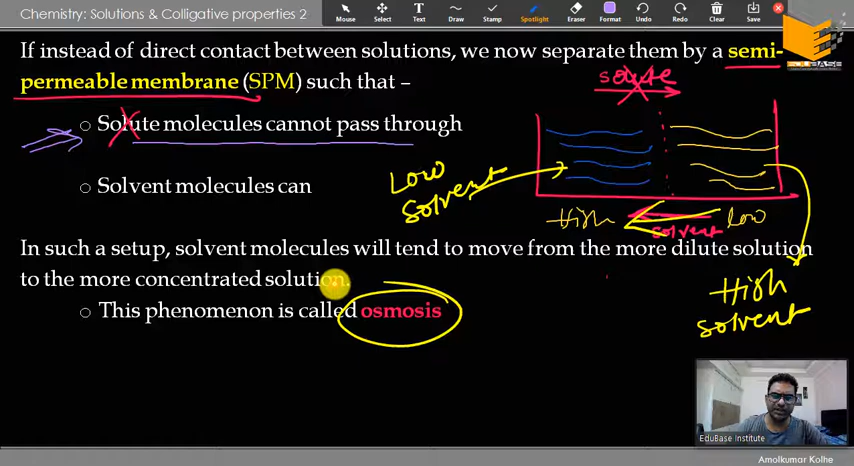 Chemistry: Solutions & Colligative properties 2
Mouse Select Text Draw Stamp Spotlight Eraser Format Undo Redo Clear Save
EDUBASE
If instead of direct contact between solutions, we now separate them by a semi-
permeable membrane (SPM) such that –
solute
○ Solute molecules cannot pass through
○ Solvent molecules can
Low
Solvent
High
solvent
low
In such a setup, solvent molecules will tend to move from the more dilute solution
to the more concentrated solution.
High
Solvent
○ This phenomenon is called osmosis
EduBase Institute
Amolkumar Kolhe